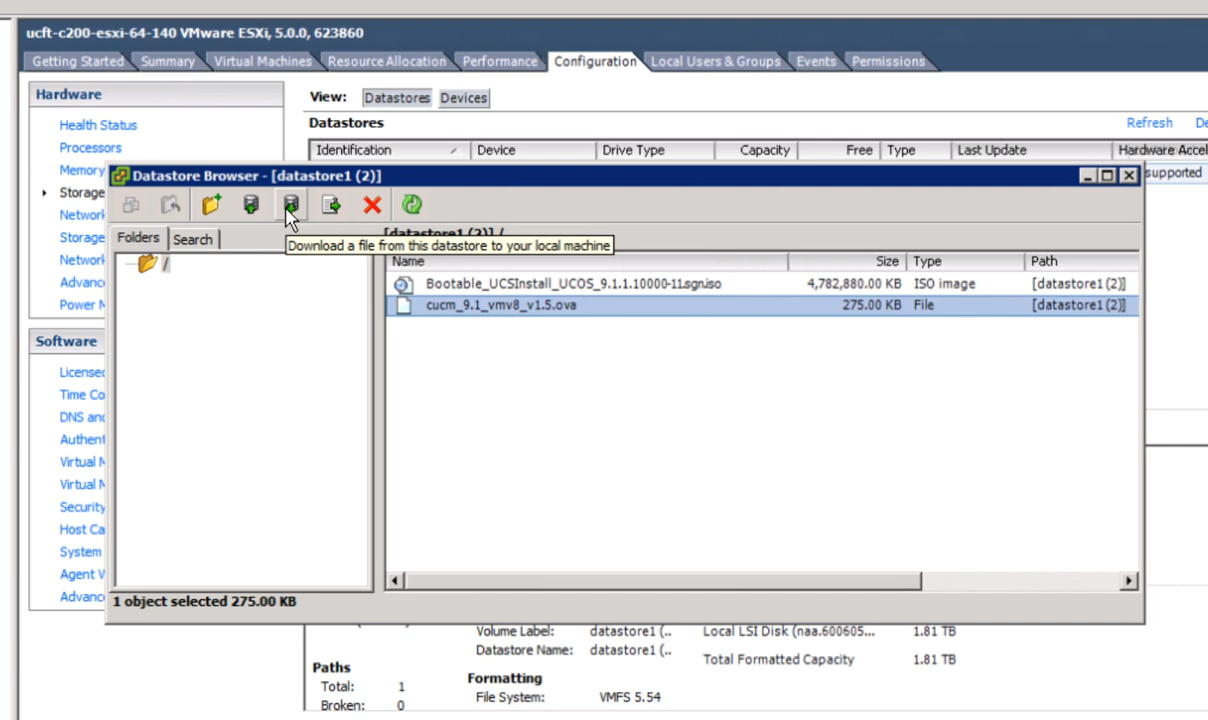 ucft-c200-esxi-64-140 VMware ESXi, 5.0.0, 623860
Getting Started Summary Virtual Machines Resource Allocation Performance Configuration Local Users & Groups Events Permissions
Hardware
Health Status
Processors
Memory
Storage
Network
Storage
Network
Advanc
Power M
Software
Licensed
Time Co
DNS and
Authent
Virtual M
Virtual M
Security
Host Ca
System
Agent V
Advanc
View: Datastores Devices
Datastores
Refresh De
Identification Device Drive Type Capacity Free Type Last Update Hardware Accel
supported
Datastore Browser - [datastore1 (2)]
Folders Search
[datastore1 (2)] /
Download a file from this datastore to your local machine
/
Name Size Type Path
Bootable_UCSInstall_UCOS_9.1.1.10000-11.sgn.iso 4,782,880.00 KB ISO image [datastore1 (2)]
cucm_9.1_vmv8_v1.5.ova 275.00 KB File [datastore1 (2)]
1 object selected 275.00 KB
Volume Label: datastore1 (..
Datastore Name: datastore1 (..
Local LSI Disk (naa.600605... 1.81 TB
Total Formatted Capacity 1.81 TB
Paths
Total: 1
Broken: 0
Formatting
File System: VMFS 5.54